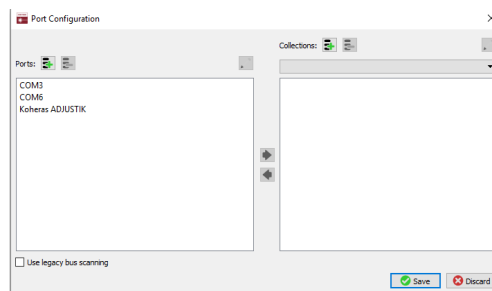 Port Configuration
Collections:
Ports:
COM3
COM6
Koheras ADJUSTIK
Use legacy bus scanning
Save
Discard